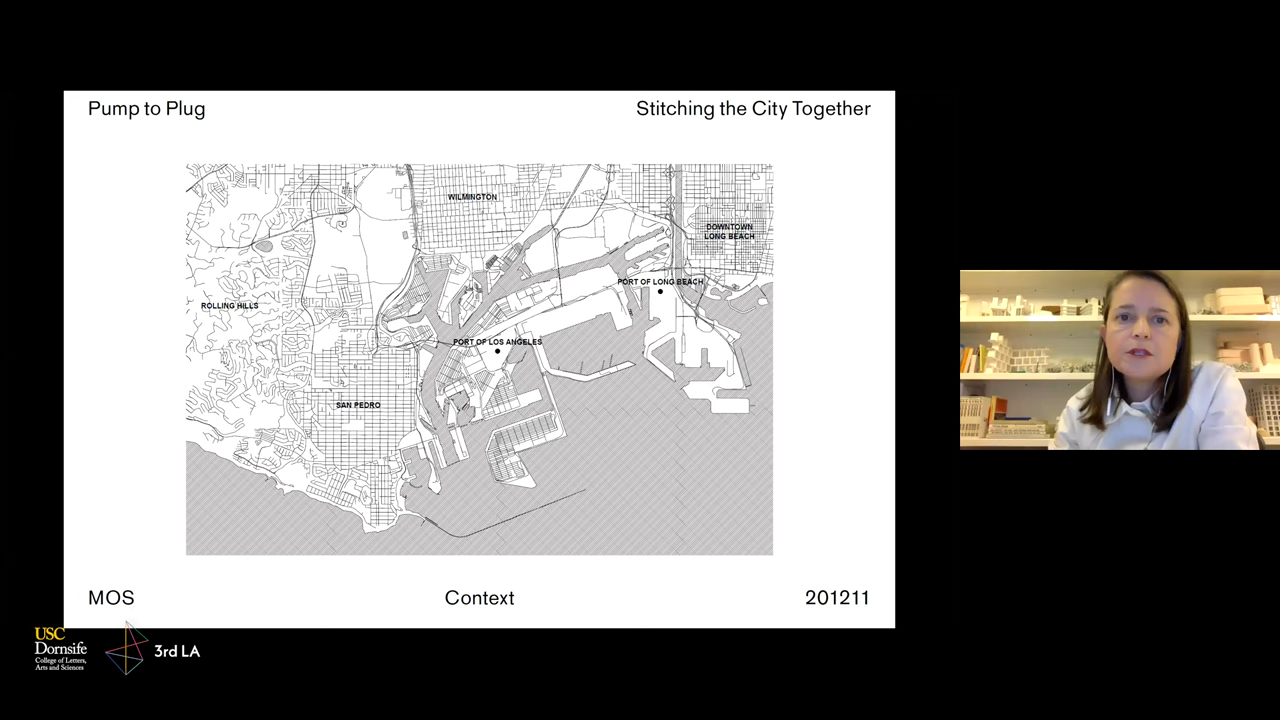 Pump to Plug
Stitching the City Together
WILMINGTON
DOWNTOWN
LONG BEACH
PORT OF LONG BEACH
ROLLING HILLS
PORT OF LOS ANGELES
SAN PEDRO
MOS
Context
201211
USC
Dornsife
College of Letters,
Arts and Sciences
3rd LA